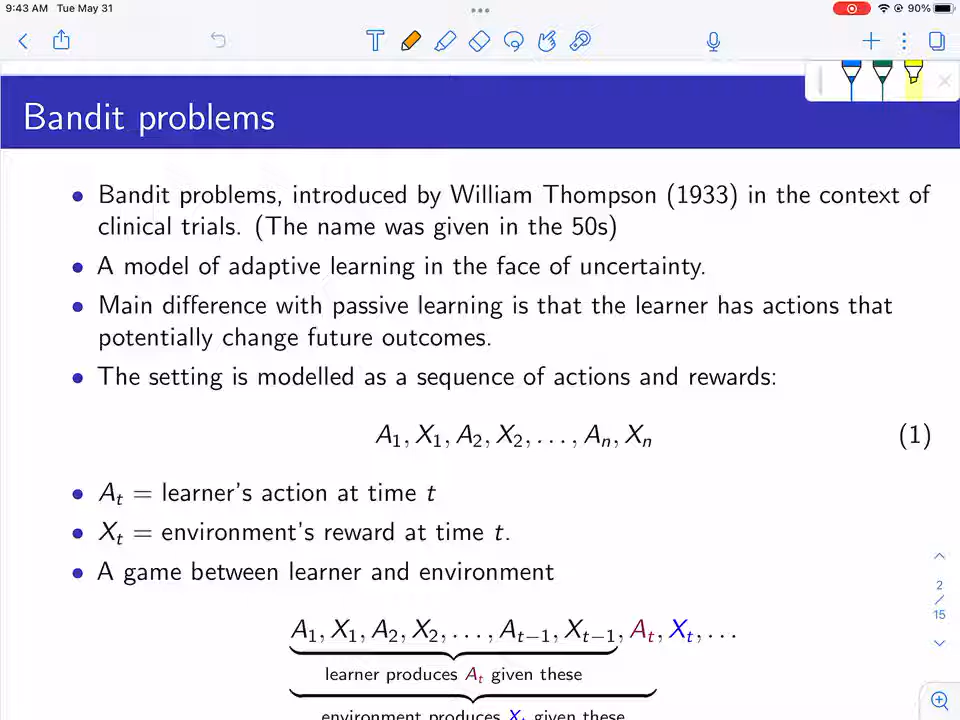 9:43 AM Tue May 31
90%
Bandit problems
• Bandit problems, introduced by William Thompson (1933) in the context of
clinical trials. (The name was given in the 50s)
• A model of adaptive learning in the face of uncertainty.
• Main difference with passive learning is that the learner has actions that
potentially change future outcomes.
• The setting is modelled as a sequence of actions and rewards:
A₁, X₁, A₂, X₂, . . . , Aₙ, Xₙ (1)
• Aₜ = learner's action at time t
• Xₜ = environment's reward at time t.
• A game between learner and environment
A₁, X₁, A₂, X₂, . . . , Aₜ₋₁, Xₜ₋₁, Aₜ, Xₜ, . . .
learner produces Aₜ given these
environment produces Xₜ given these
2
/
15